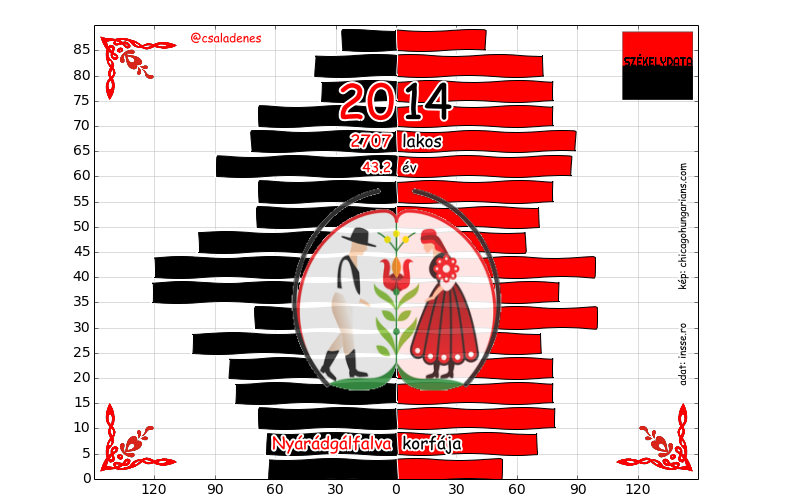 @csaladenes
SZÉKELYDATA
2014
2707 lakos
43.2 év
kép: chicagohungarians.com
adat: insse.ro
Nyárádgálfalva korfája
85
80
75
70
65
60
55
50
45
40
35
30
25
20
15
10
5
0
120 90 60 30 0 30 60 90 120